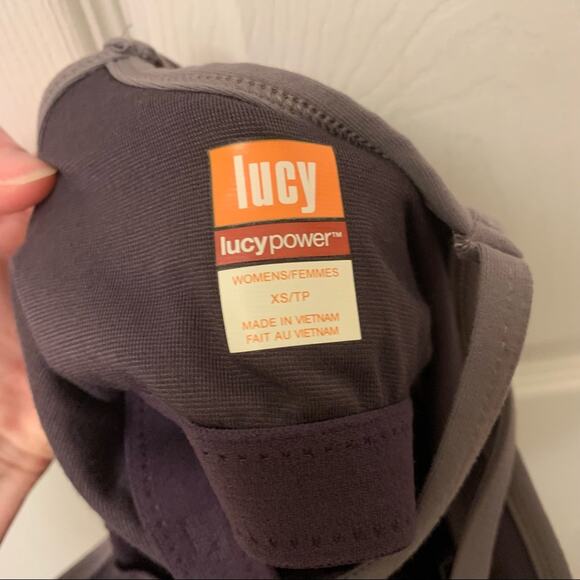 lucy
lucypower™
WOMENS/FEMMES
XS/TP
MADE IN VIETNAM
FAIT AU VIETNAM